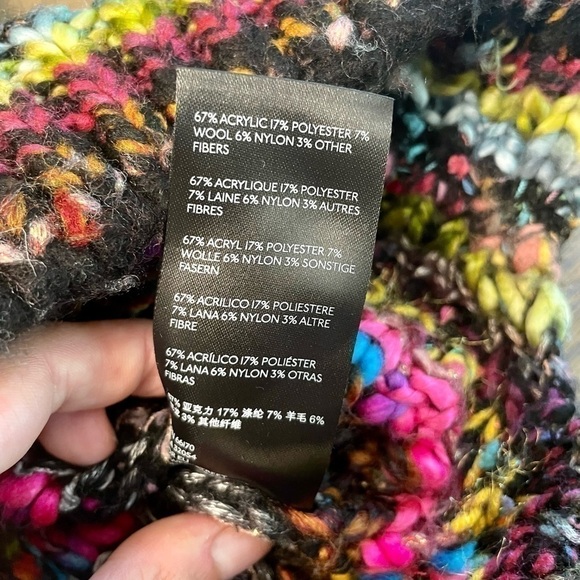 67% ACRYLIC 17% POLYESTER 7%
WOOL 6% NYLON 3% OTHER
FIBERS
67% ACRYLIQUE 17% POLYESTER
7% LAINE 6% NYLON 3% AUTRES
FIBRES
67% ACRYL 17% POLYESTER 7%
WOLLE 6% NYLON 3% SONSTIGE
FASERN
67% ACRILICO 17% POLIESTERE
7% LANA 6% NYLON 3% ALTRE
FIBRE
67% ACRÍLICO 17% POLIÉSTER
7% LANA 6% NYLON 3% OTRAS
FIBRAS
67% 亚克力 17% 涤纶 7% 羊毛 6%
3% 其他纤维